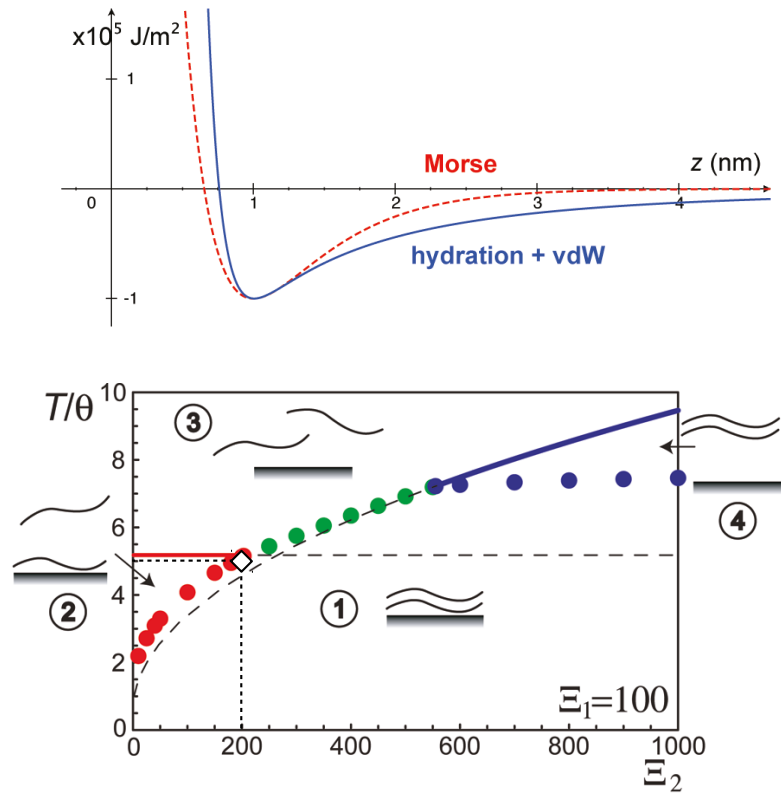 x10⁵ J/m²
1
Morse
z (nm)
0 1 2 3 4
hydration + vdW
-1
T/θ
10
8
6
4
2
0
③
④
②
①
Ξ₁=100
0 200 400 600 800 1000
Ξ₂